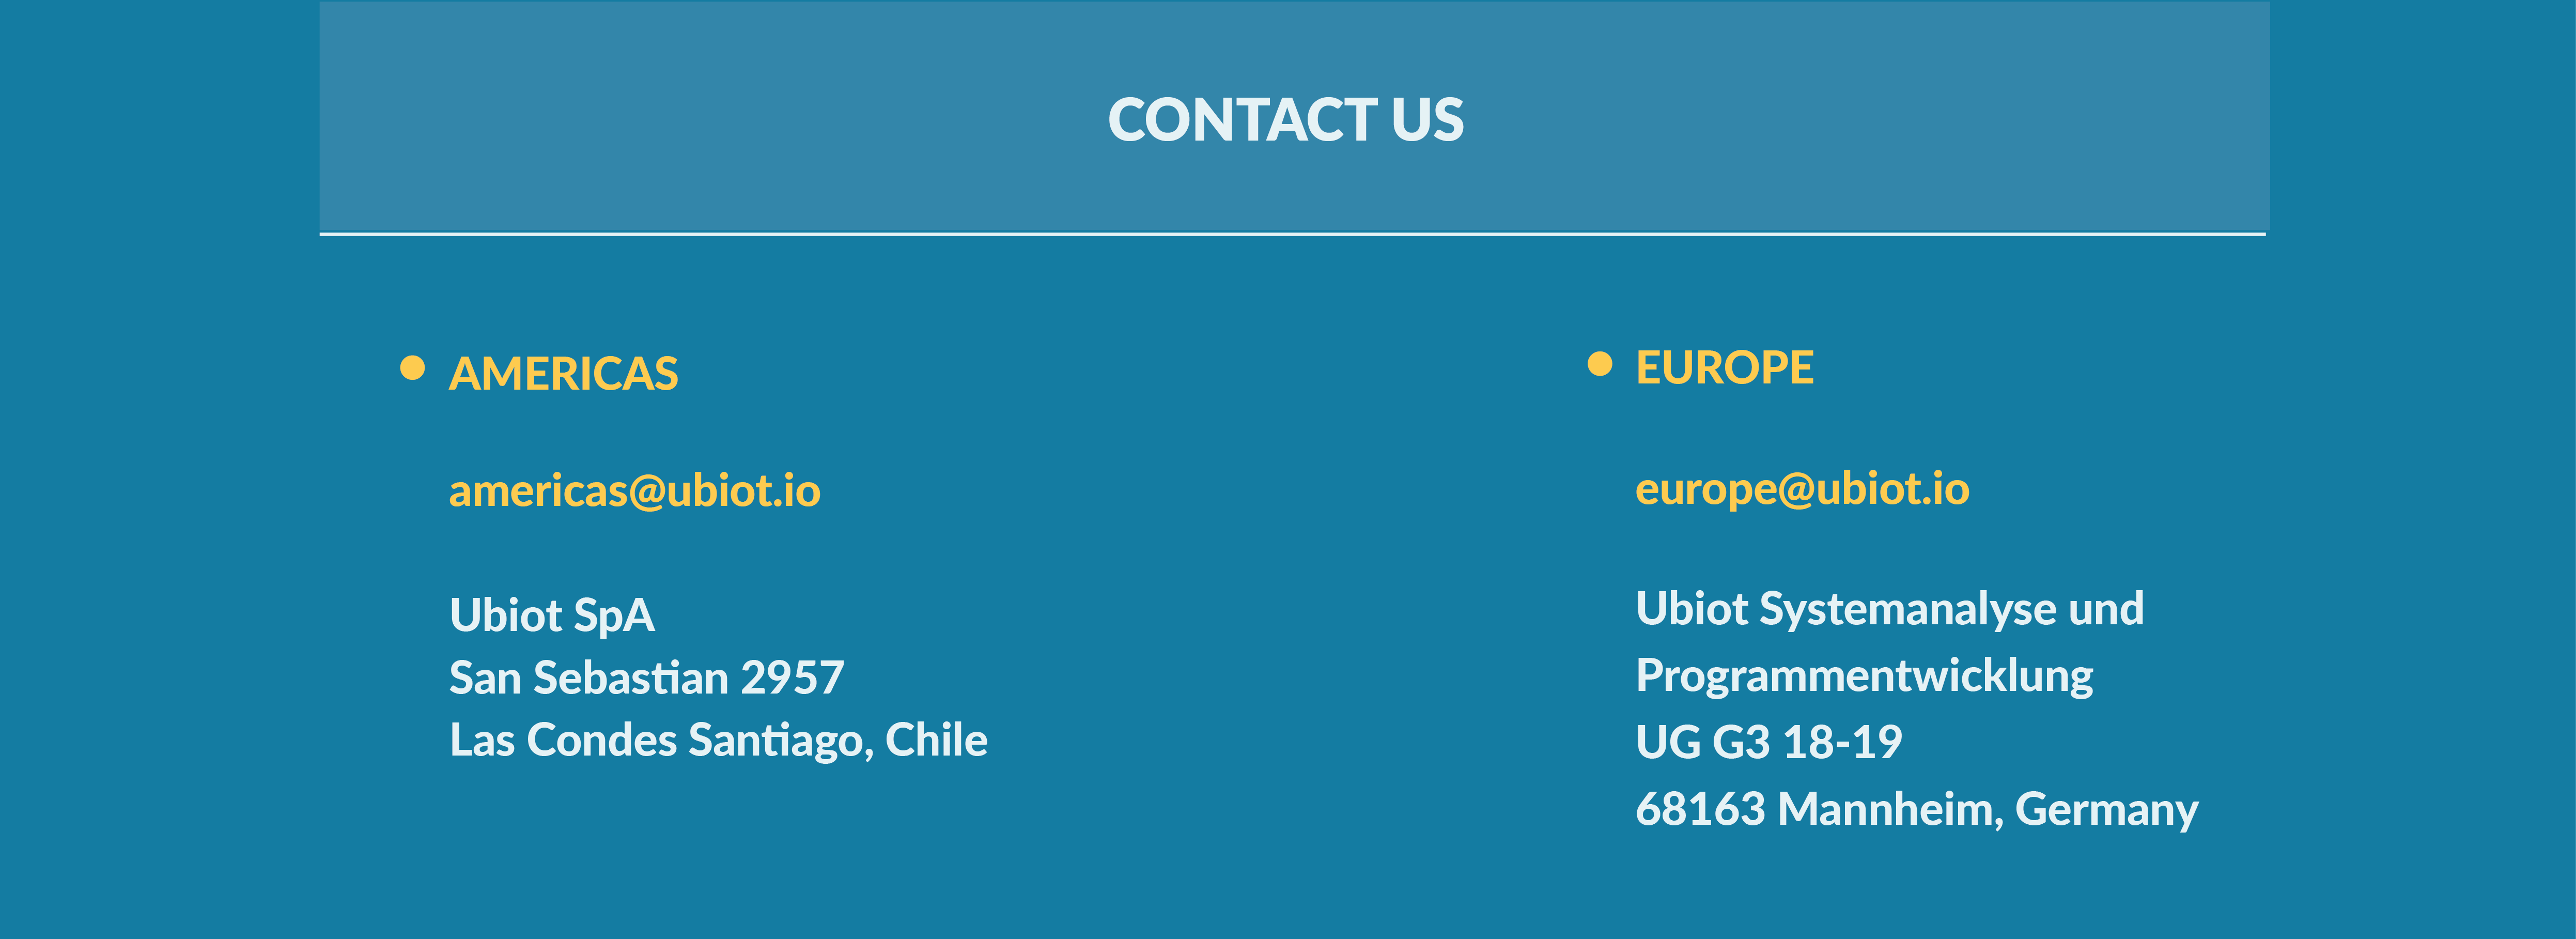 CONTACT US
AMERICAS
americas@ubiot.io
Ubiot SpA
San Sebastian 2957
Las Condes Santiago, Chile
EUROPE
europe@ubiot.io
Ubiot Systemanalyse und
Programmentwicklung
UG G3 18-19
68163 Mannheim, Germany